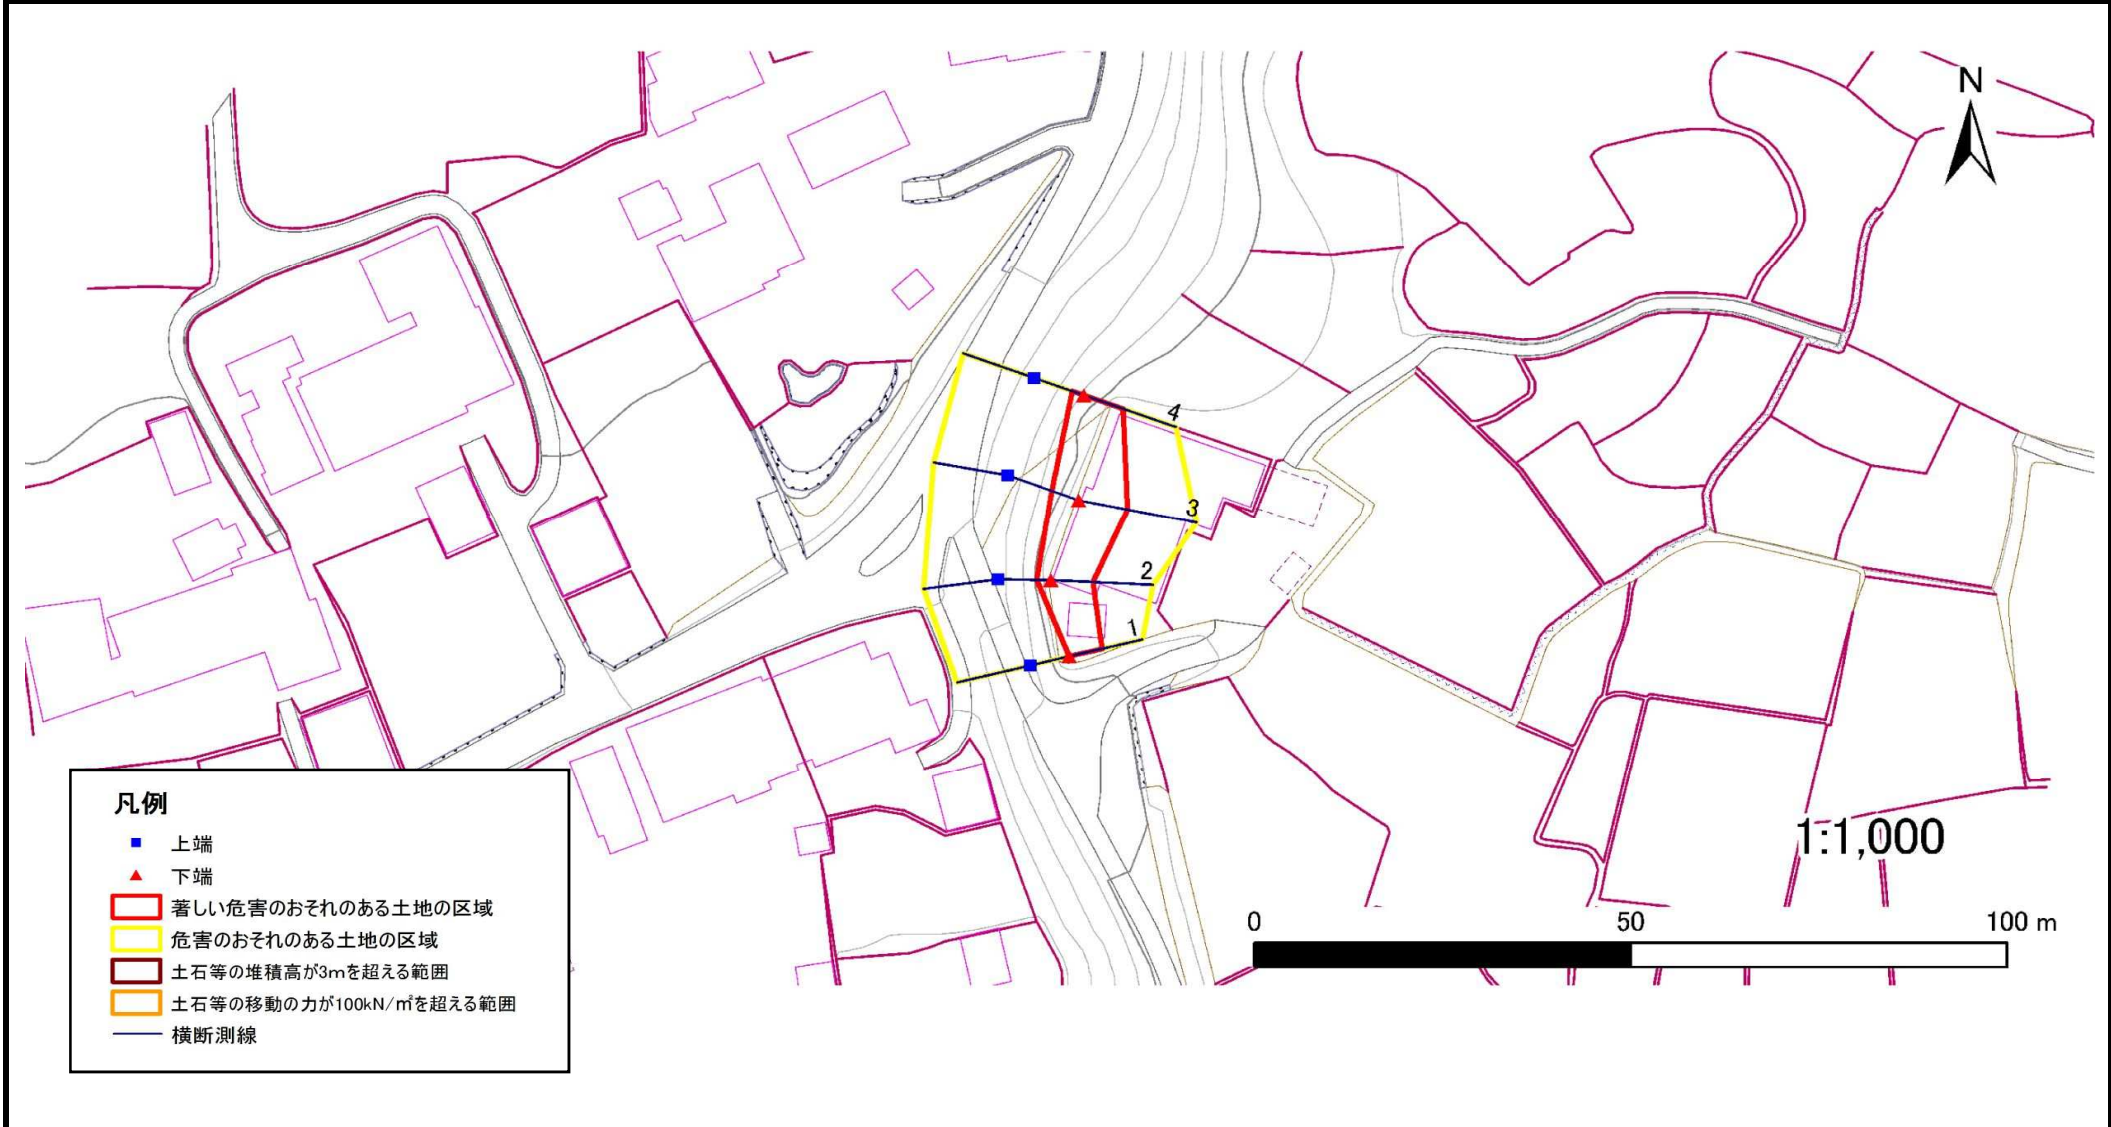 N
4
3
2
1
凡例
上端
下端
著しい危害のおそれのある土地の区域
危害のおそれのある土地の区域
土石等の堆積高が3mを超える範囲
土石等の移動の力が100kN/㎡を超える範囲
横断測線
1:1,000
0 50 100 m